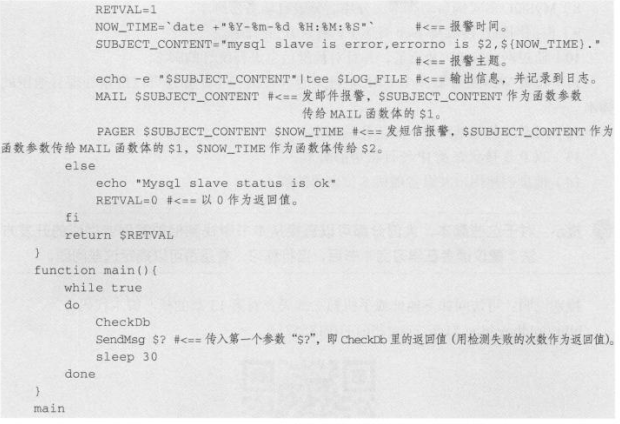 RETVAL=1
NOW_TIME=`date +"%Y-%m-%d %H:%M:%S"` #<== 报警时间。
SUBJECT_CONTENT="mysql slave is error,errorno is $2,${NOW_TIME}."
#<== 报警主题。
echo -e "$SUBJECT_CONTENT"|tee $LOG_FILE #<== 输出信息，并记录到日志。
MAIL $SUBJECT_CONTENT #<== 发邮件报警，$SUBJECT_CONTENT 作为函数参数
传给 MAIL 函数体的 $1。
PAGER $SUBJECT_CONTENT $NOW_TIME #<== 发短信报警，$SUBJECT_CONTENT 作为
函数参数传给 MAIL 函数体的 $1，$NOW_TIME 作为函数体传给 $2。
else
echo "Mysql slave status is ok"
RETVAL=0 #<== 以 0 作为返回值。
fi
return $RETVAL
}
function main(){
while true
do
CheckDb
SendMsg $? #<== 传入第一个参数 "$?"，即 CheckDb 里的返回值 (用检测失败的次数作为返回值)。
sleep 30
done
}
main